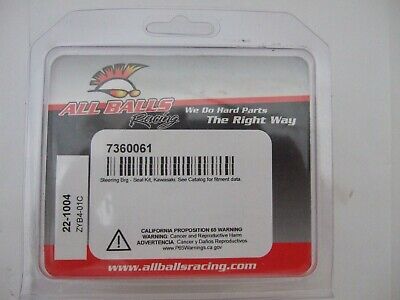 ALL BALLS
Racing
We Do Hard Parts
The Right Way
7360061
Steering Brg - Seal Kit, Kawasaki. See Catalog for fitment data.
22-1004
ZYB4-01C
CALIFORNIA PROPOSITION 65 WARNING
WARNING: Cancer and Reproductive Harm
ADVERTENCIA: Cancer y Daños Reproductivos.
www.P65Warnings.ca.gov
www.allballsracing.com